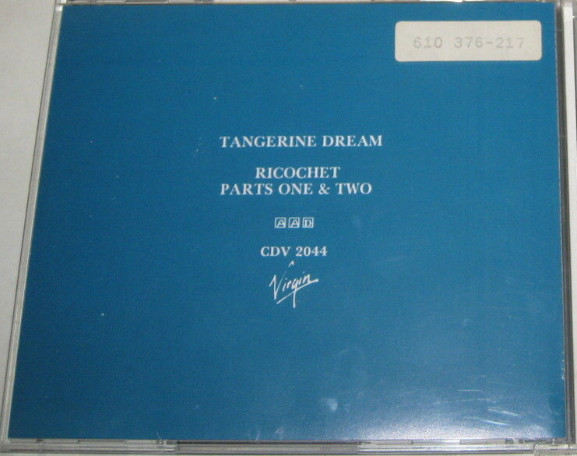 610 376-217
TANGERINE DREAM
RICOCHET
PARTS ONE & TWO
AAD
CDV 2044
Virgin